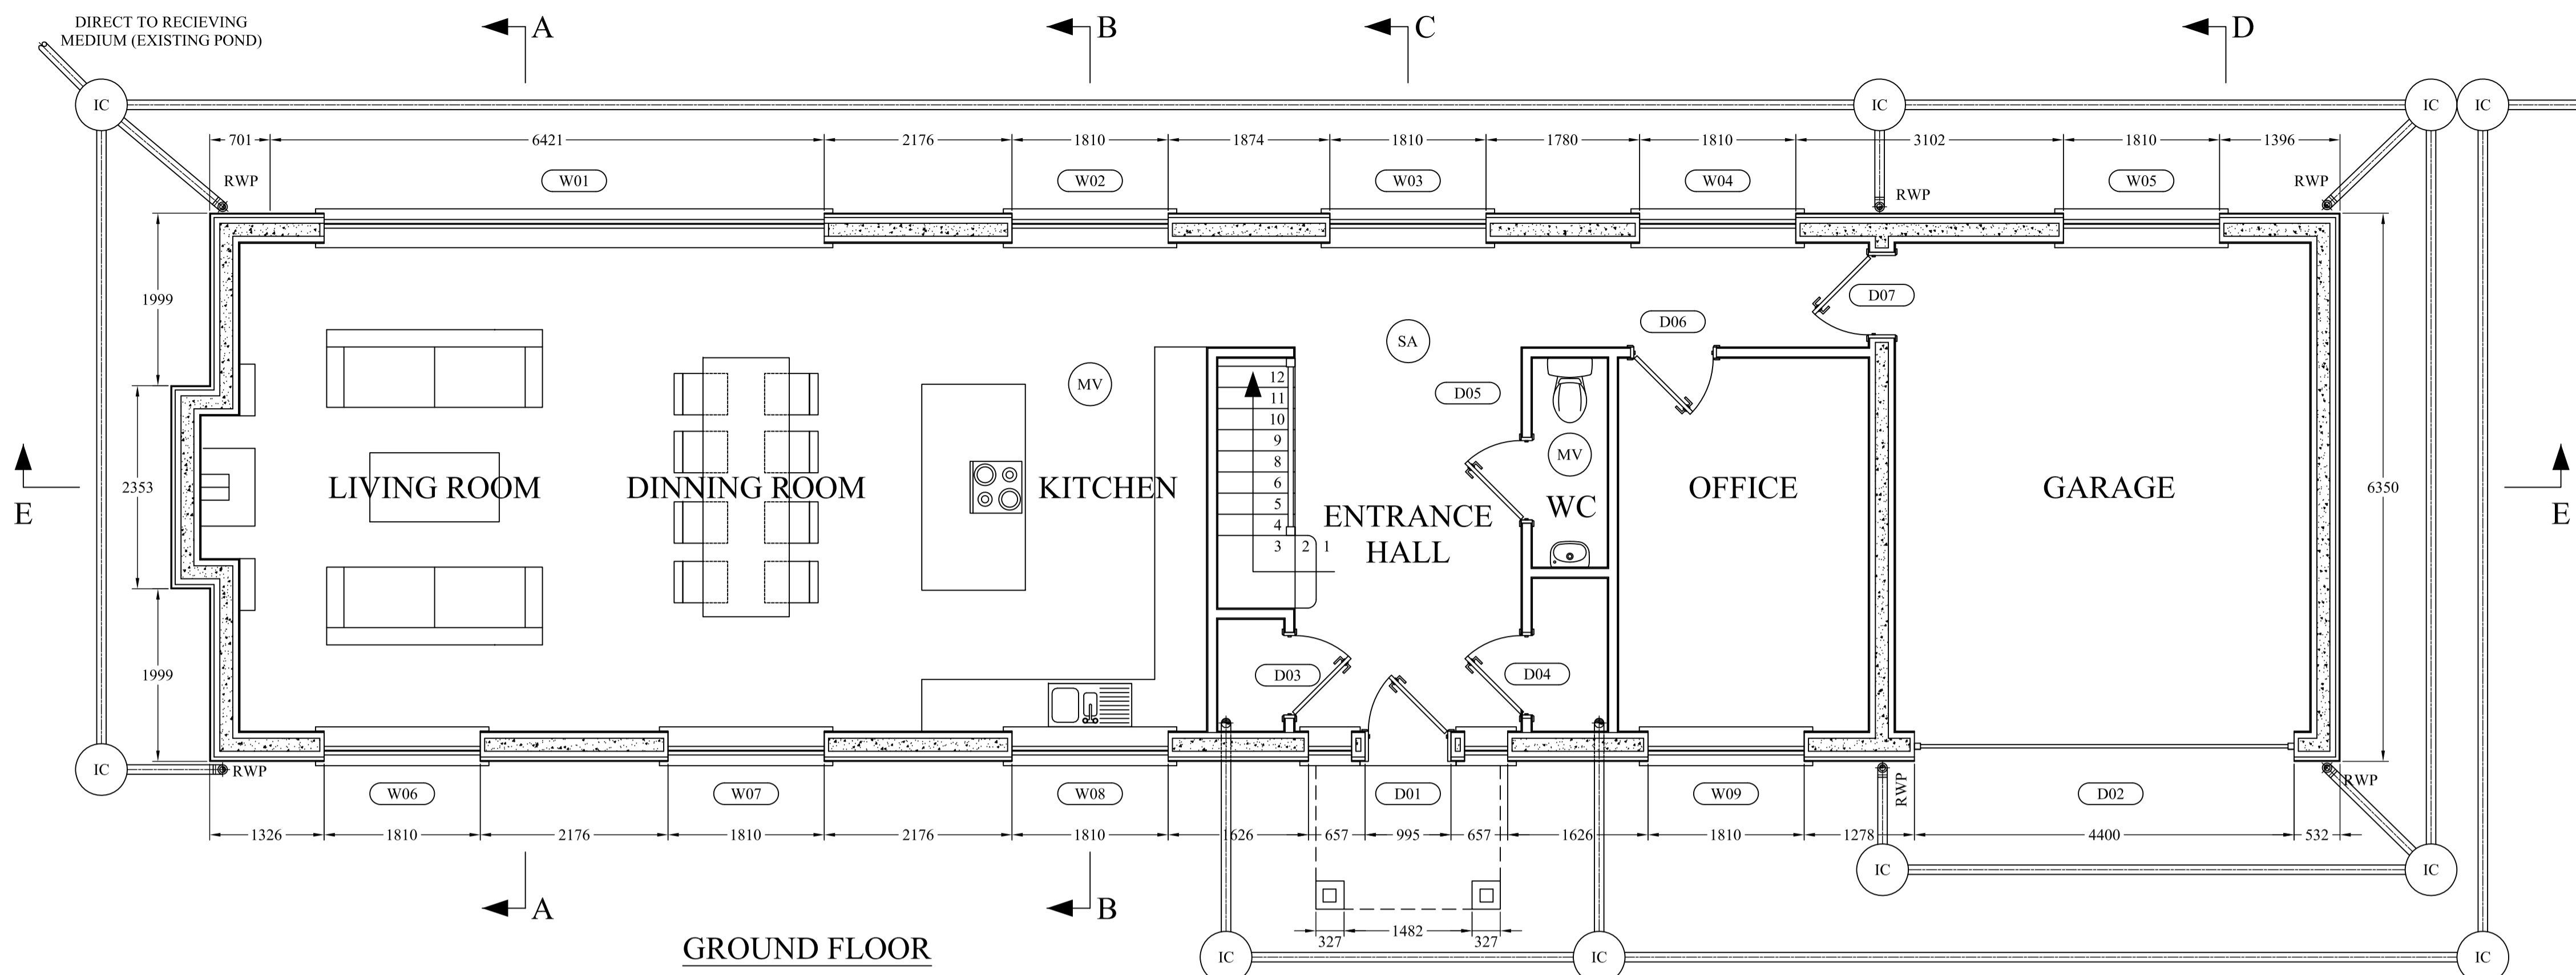 DIRECT TO RECIEVING
MEDIUM (EXISTING POND)
A
B
C
D
IC
IC
IC
IC
701
6421
2176
1810
1874
1810
1780
1810
3102
1810
1396
RWP
W01
W02
W03
W04
RWP
W05
RWP
1999
D07
D06
SA
MV
D05
12
11
10
9
8
6
5
4
3
2
1
MV
E
2353
LIVING ROOM
DINNING ROOM
KITCHEN
ENTRANCE
HALL
WC
OFFICE
GARAGE
6350
E
1999
D03
D04
IC
RWP
W06
W07
W08
D01
W09
RWP
D02
RWP
1326
1810
2176
1810
2176
1810
1626
657
995
657
1626
1810
1278
4400
532
IC
IC
A
B
327
1482
327
GROUND FLOOR
IC
IC
IC